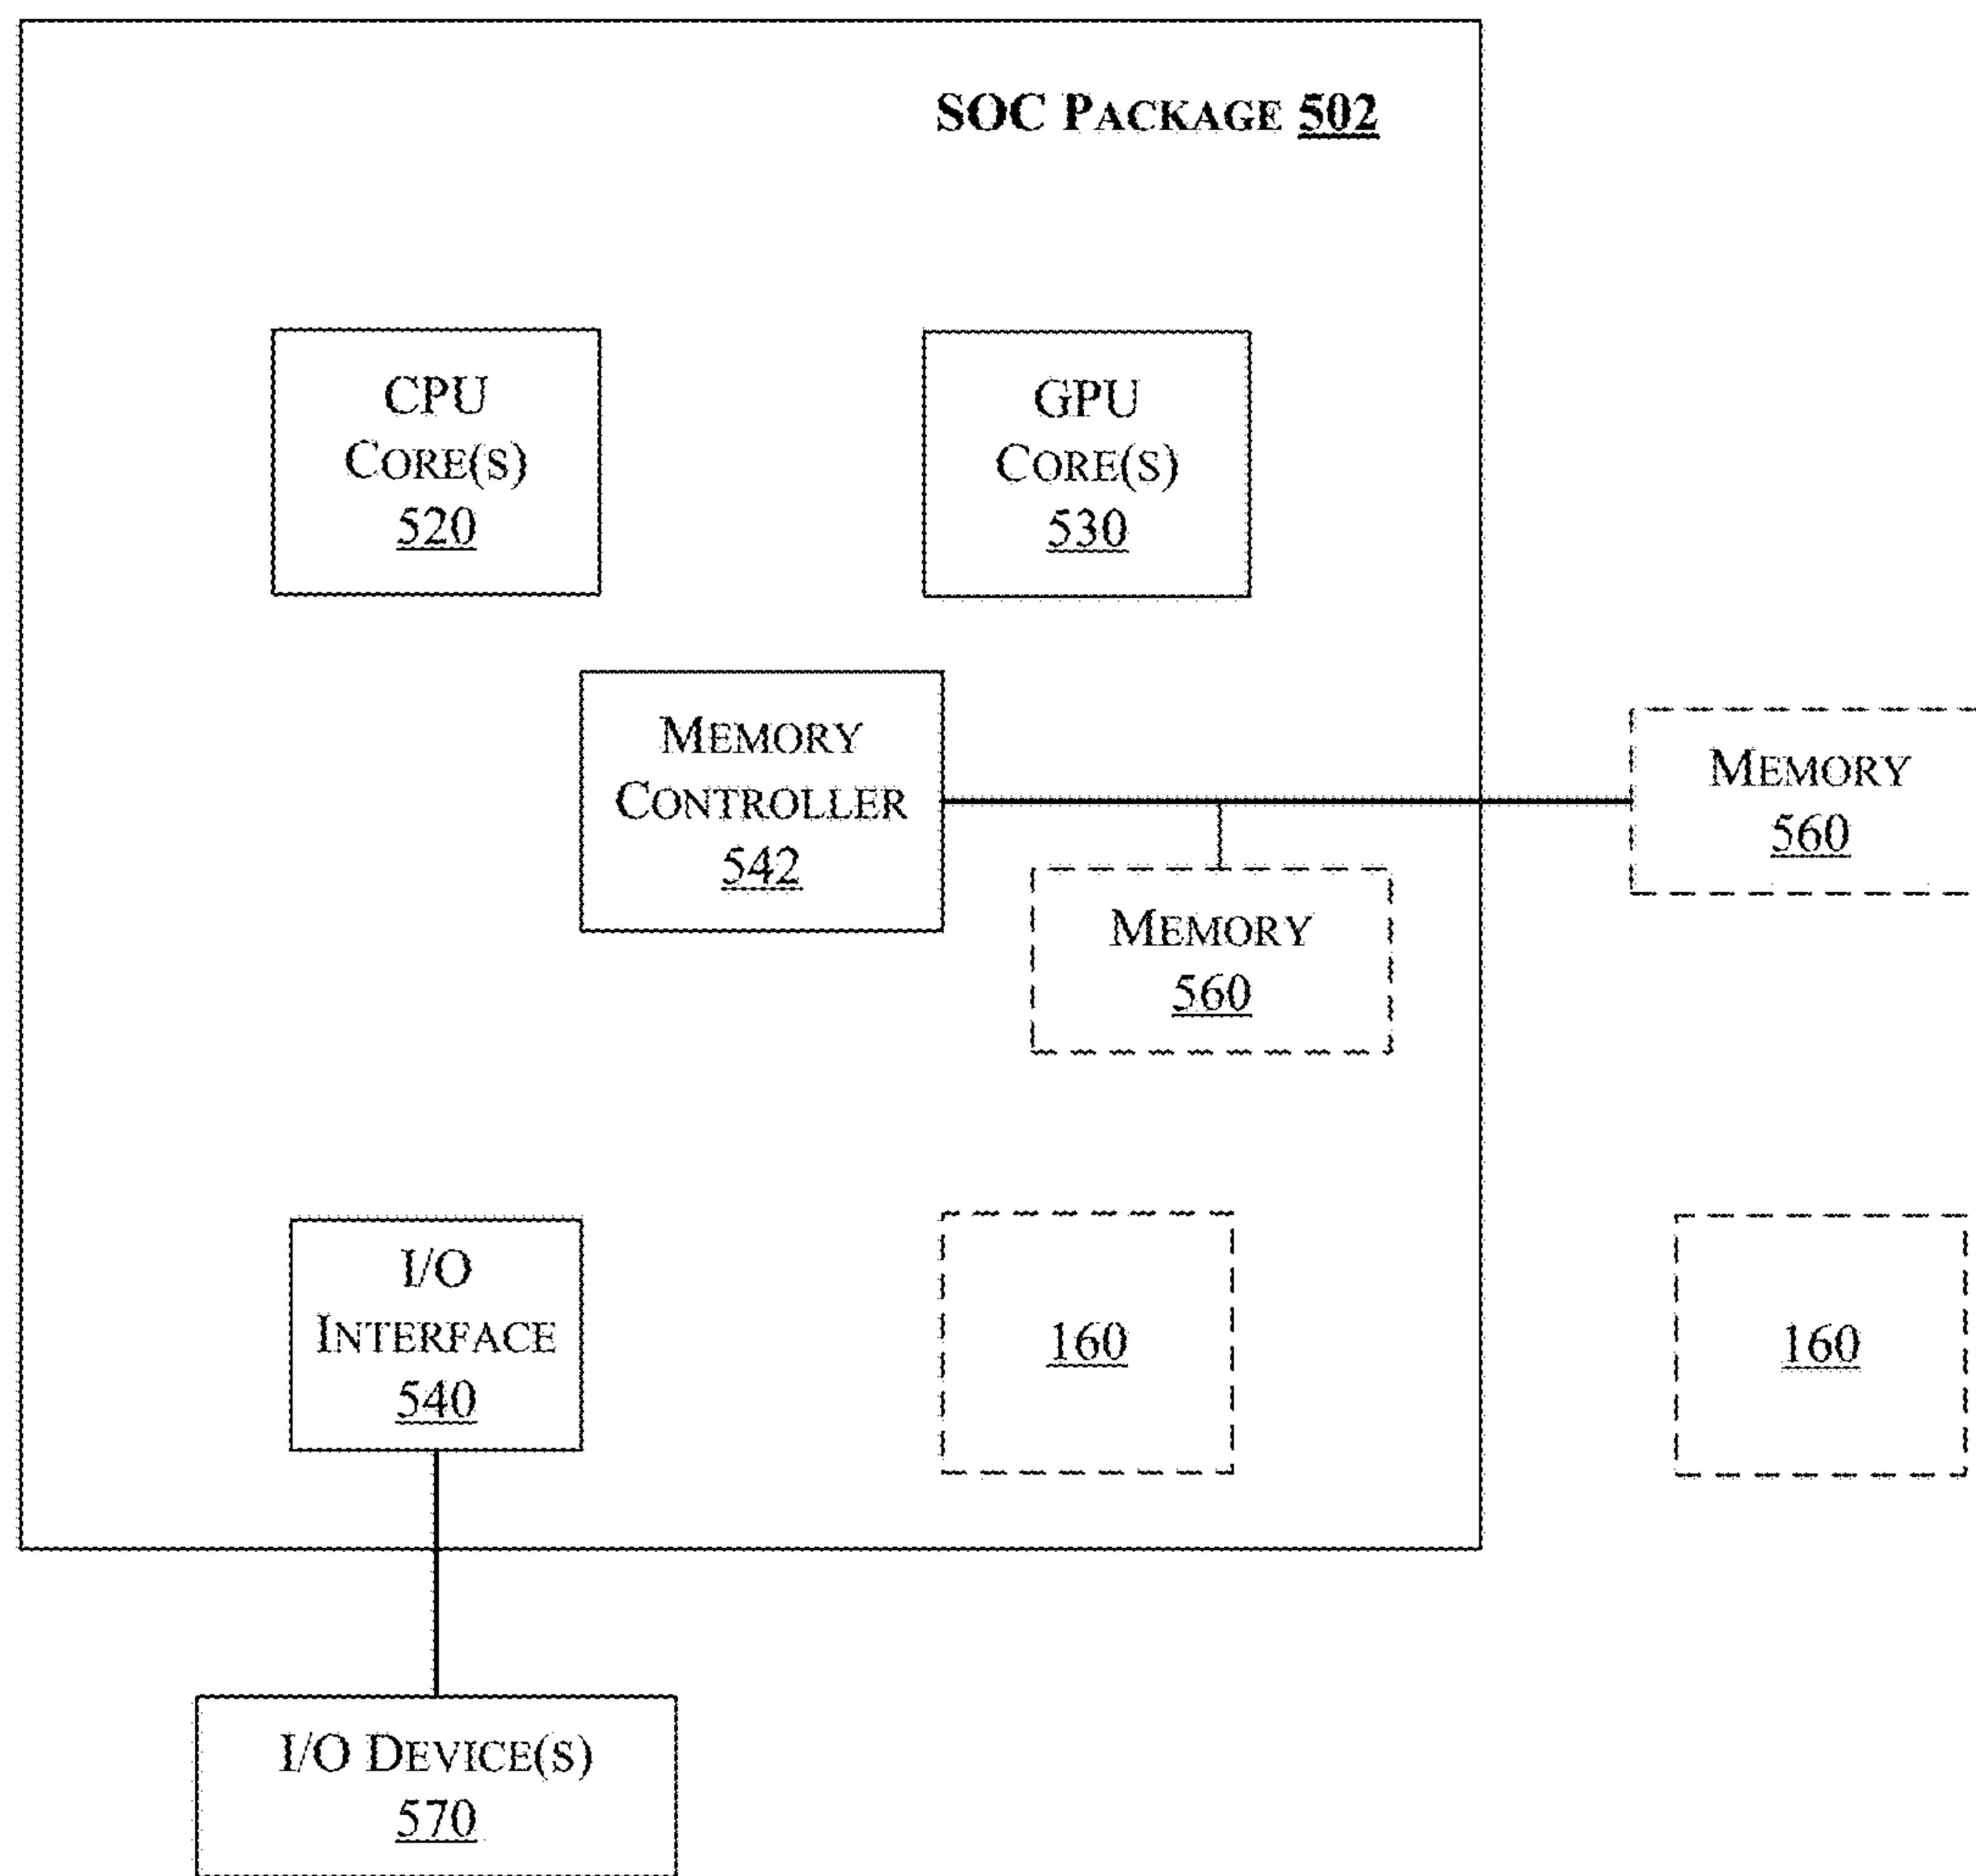 SOC PACKAGE 502
CPU
CORE(S)
520
GPU
CORE(S)
530
MEMORY
CONTROLLER
542
MEMORY
560
MEMORY
560
I/O
INTERFACE
540
160
160
I/O DEVICE(S)
570